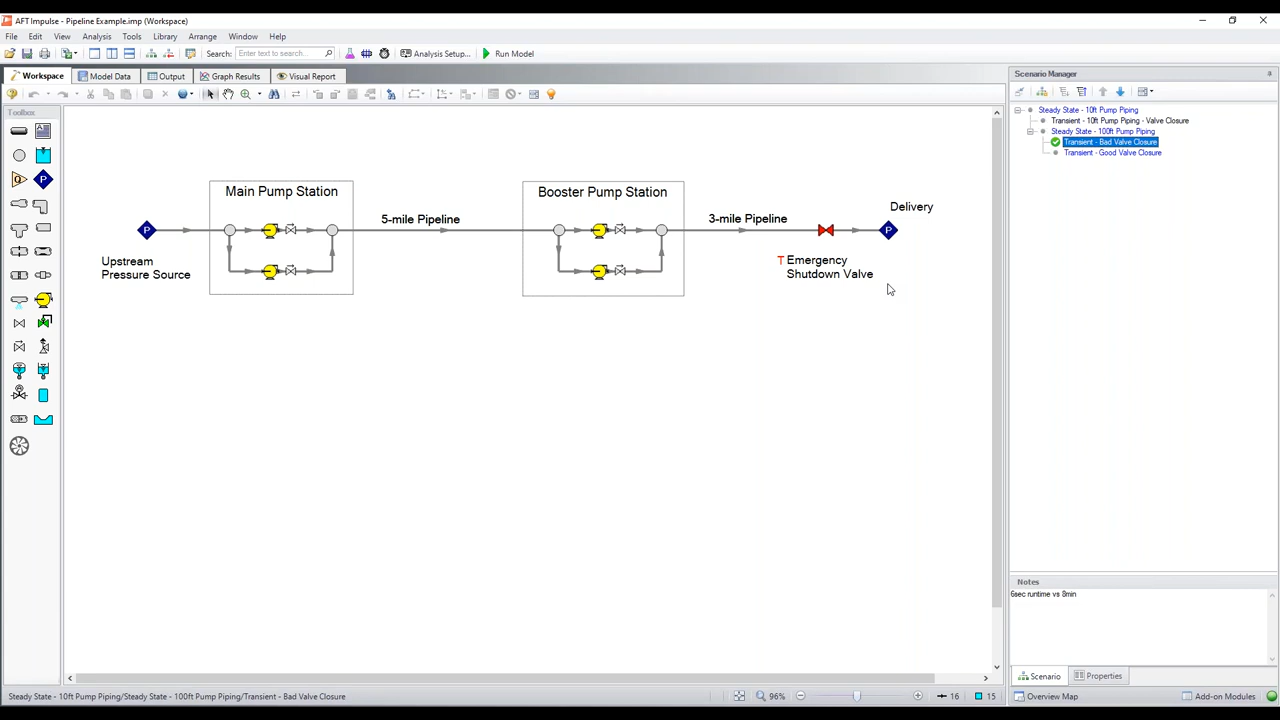 AFT Impulse - Pipeline Example.imp (Workspace)
File Edit View Analysis Tools Library Arrange Window Help
Search: Enter text to search... Analysis Setup... Run Model
Workspace Model Data Output Graph Results Visual Report
Toolbox
Main Pump Station
Booster Pump Station
5-mile Pipeline
3-mile Pipeline
Delivery
P
P
Upstream
Pressure Source
T Emergency
Shutdown Valve
Scenario Manager
Steady State - 10ft Pump Piping
Transient - 10ft Pump Piping - Valve Closure
Steady State - 100ft Pump Piping
Transient - Bad Valve Closure
Transient - Good Valve Closure
Notes
6sec runtime vs 8min
Scenario Properties
Steady State - 10ft Pump Piping/Steady State - 100ft Pump Piping/Transient - Bad Valve Closure
96% 16 15
Overview Map Add-on Modules